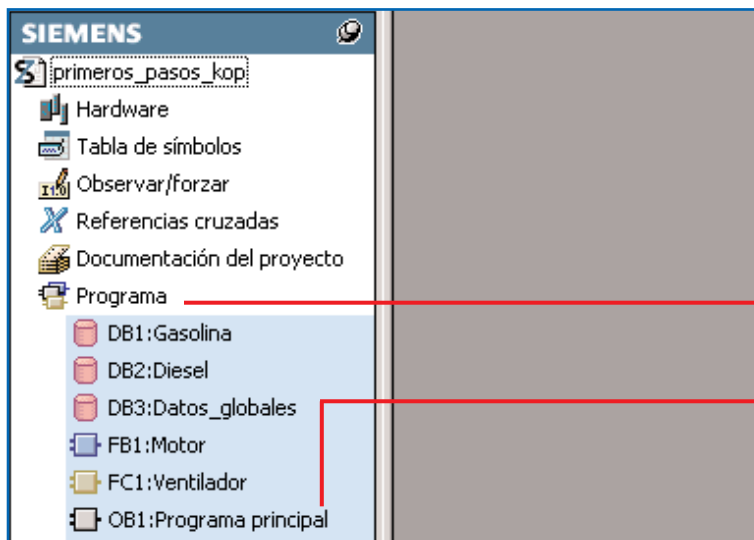 SIEMENS
primeros_pasos_kop
Hardware
Tabla de símbolos
Observar/forzar
Referencias cruzadas
Documentación del proyecto
Programa
DB1:Gasolina
DB2:Diesel
DB3:Datos_globales
FB1:Motor
FC1:Ventilador
OB1:Programa principal